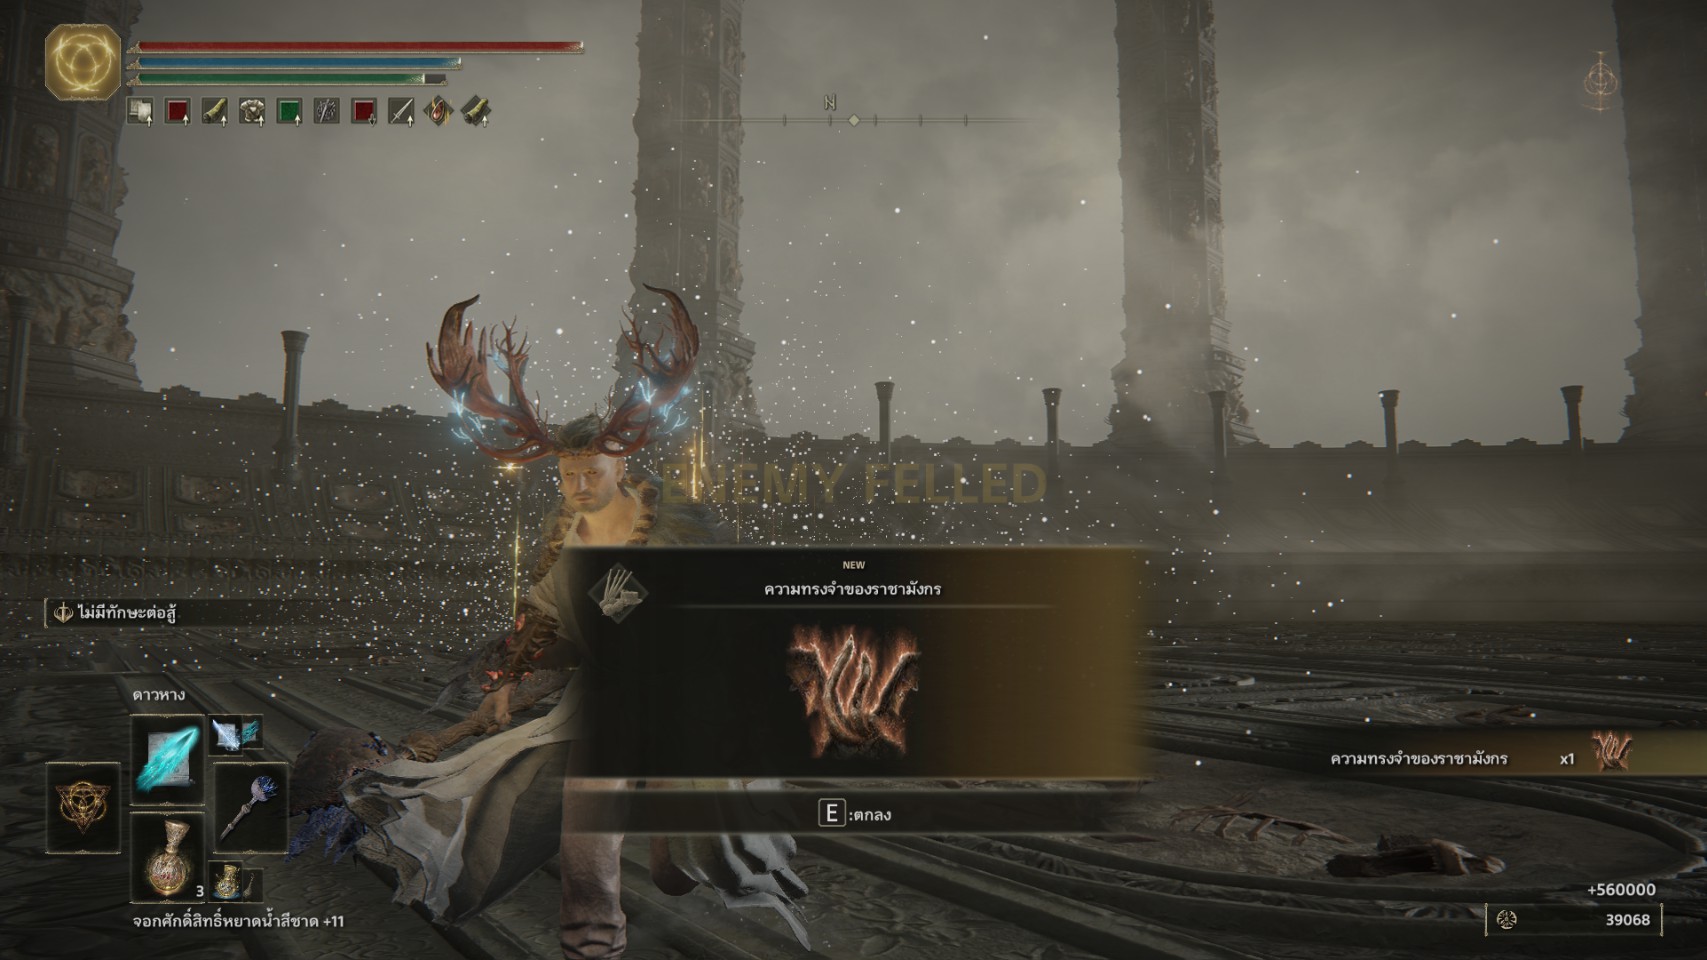 N
ENEMY FELLED
NEW
ความทรงจำของราชามังกร
ไม่มีทักษะต่อสู้
ดาวหาง
ความทรงจำของราชามังกร x1
E :ตกลง
3
จอกศักดิ์สิทธิ์หยาดน้ำสีชาด +11
+560000
39068